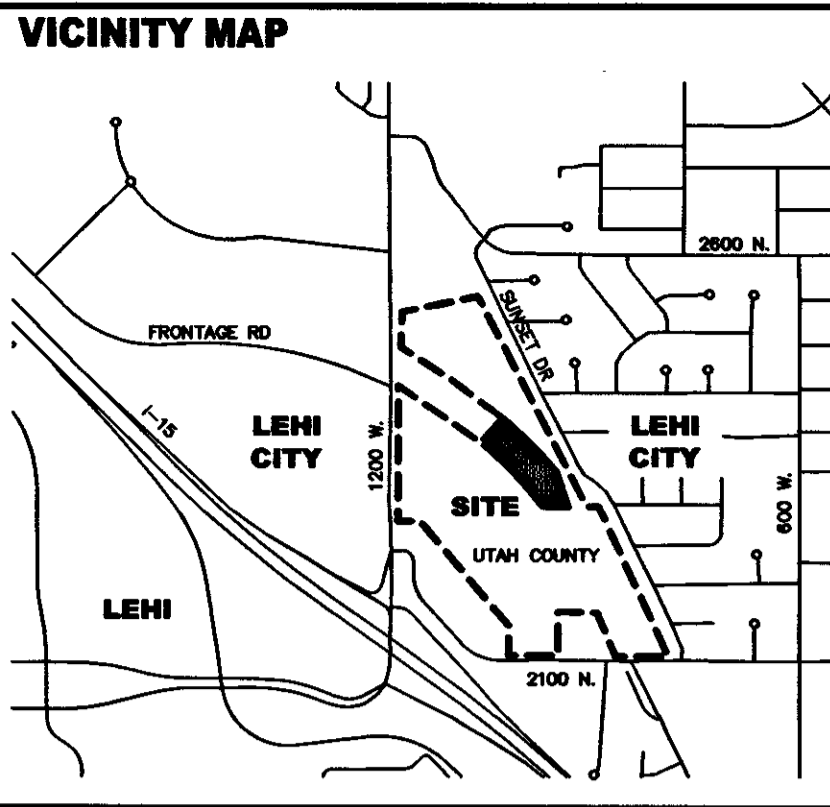 VICINITY MAP
2600 N.
SUNSET DR
FRONTAGE RD
I-15
LEHI
CITY
1200 W.
LEHI
CITY
SITE
600 W.
UTAH COUNTY
LEHI
2100 N.